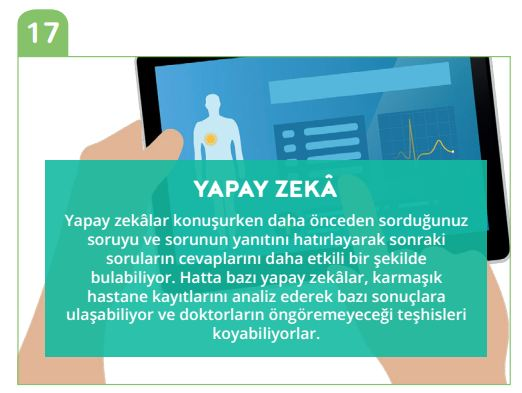 17
YAPAY ZEKÂ
Yapay zekâlar konuşurken daha önceden sorduğunuz
soruyu ve sorunun yanıtını hatırlayarak sonraki
soruların cevaplarını daha etkili bir şekilde
bulabiliyor. Hatta bazı yapay zekâlar, karmaşık
hastane kayıtlarını analiz ederek bazı sonuçlara
ulaşabiliyor ve doktorların öngöremeyeceği teşhisleri
koyabiliyorlar.